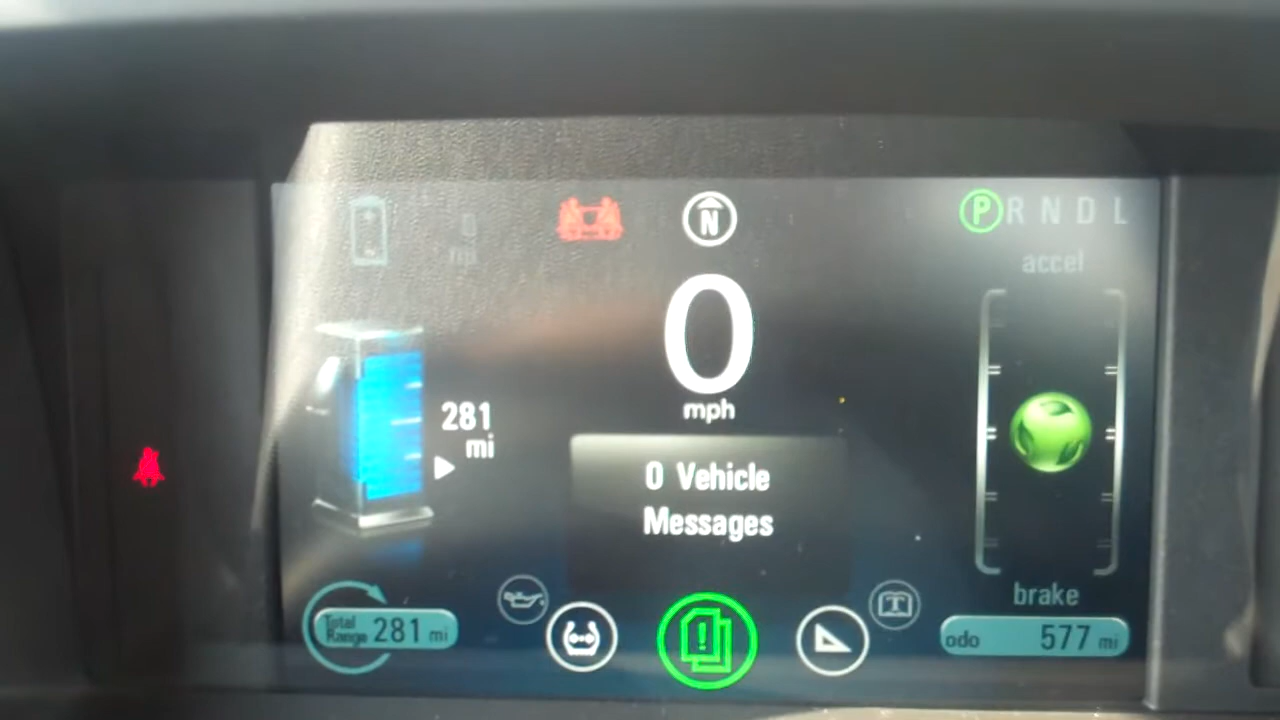 N
P R N D L
accel
0
mph
281
mi
0 Vehicle
Messages
brake
Total
Range 281 mi
odo 577 mi